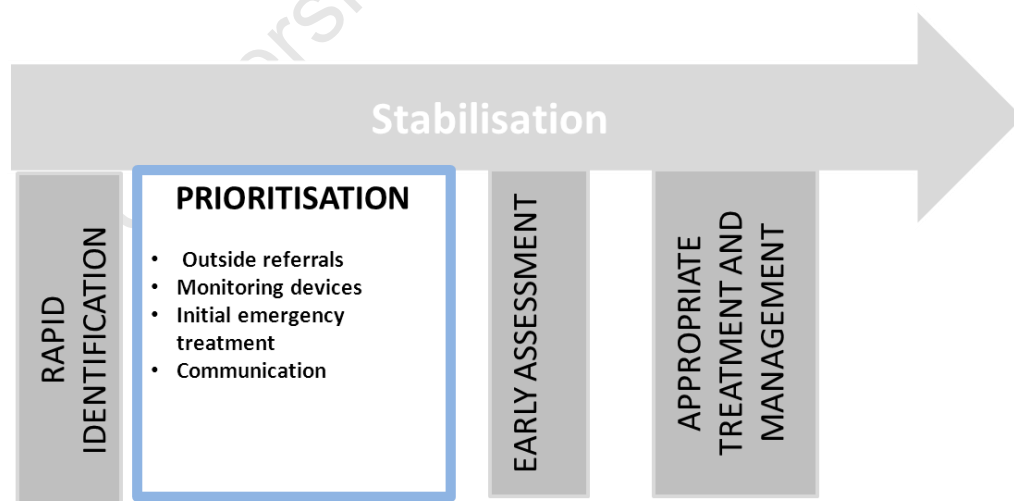 Stabilisation
RAPID
IDENTIFICATION
PRIORITISATION
• Outside referrals
• Monitoring devices
• Initial emergency
treatment
• Communication
EARLY ASSESSMENT
APPROPRIATE
TREATMENT AND
MANAGEMENT